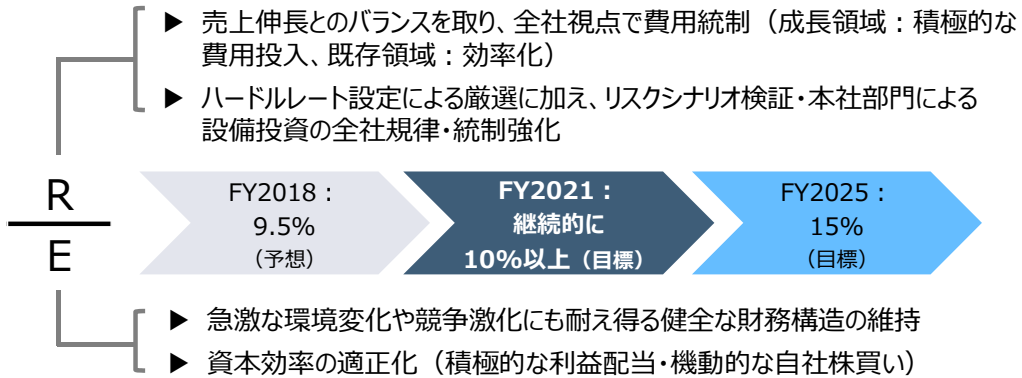 ▶ 売上伸長とのバランスを取り、全社視点で費用統制（成長領域：積極的な
費用投入、既存領域：効率化）
▶ ハードルレート設定による厳選に加え、リスクシナリオ検証・本社部門による
設備投資の全社規律・統制強化
R
E
FY2018：
9.5%
（予想）
FY2021：
継続的に
10%以上（目標）
FY2025：
15%
（目標）
▶ 急激な環境変化や競争激化にも耐え得る健全な財務構造の維持
▶ 資本効率の適正化（積極的な利益配当・機動的な自社株買い）